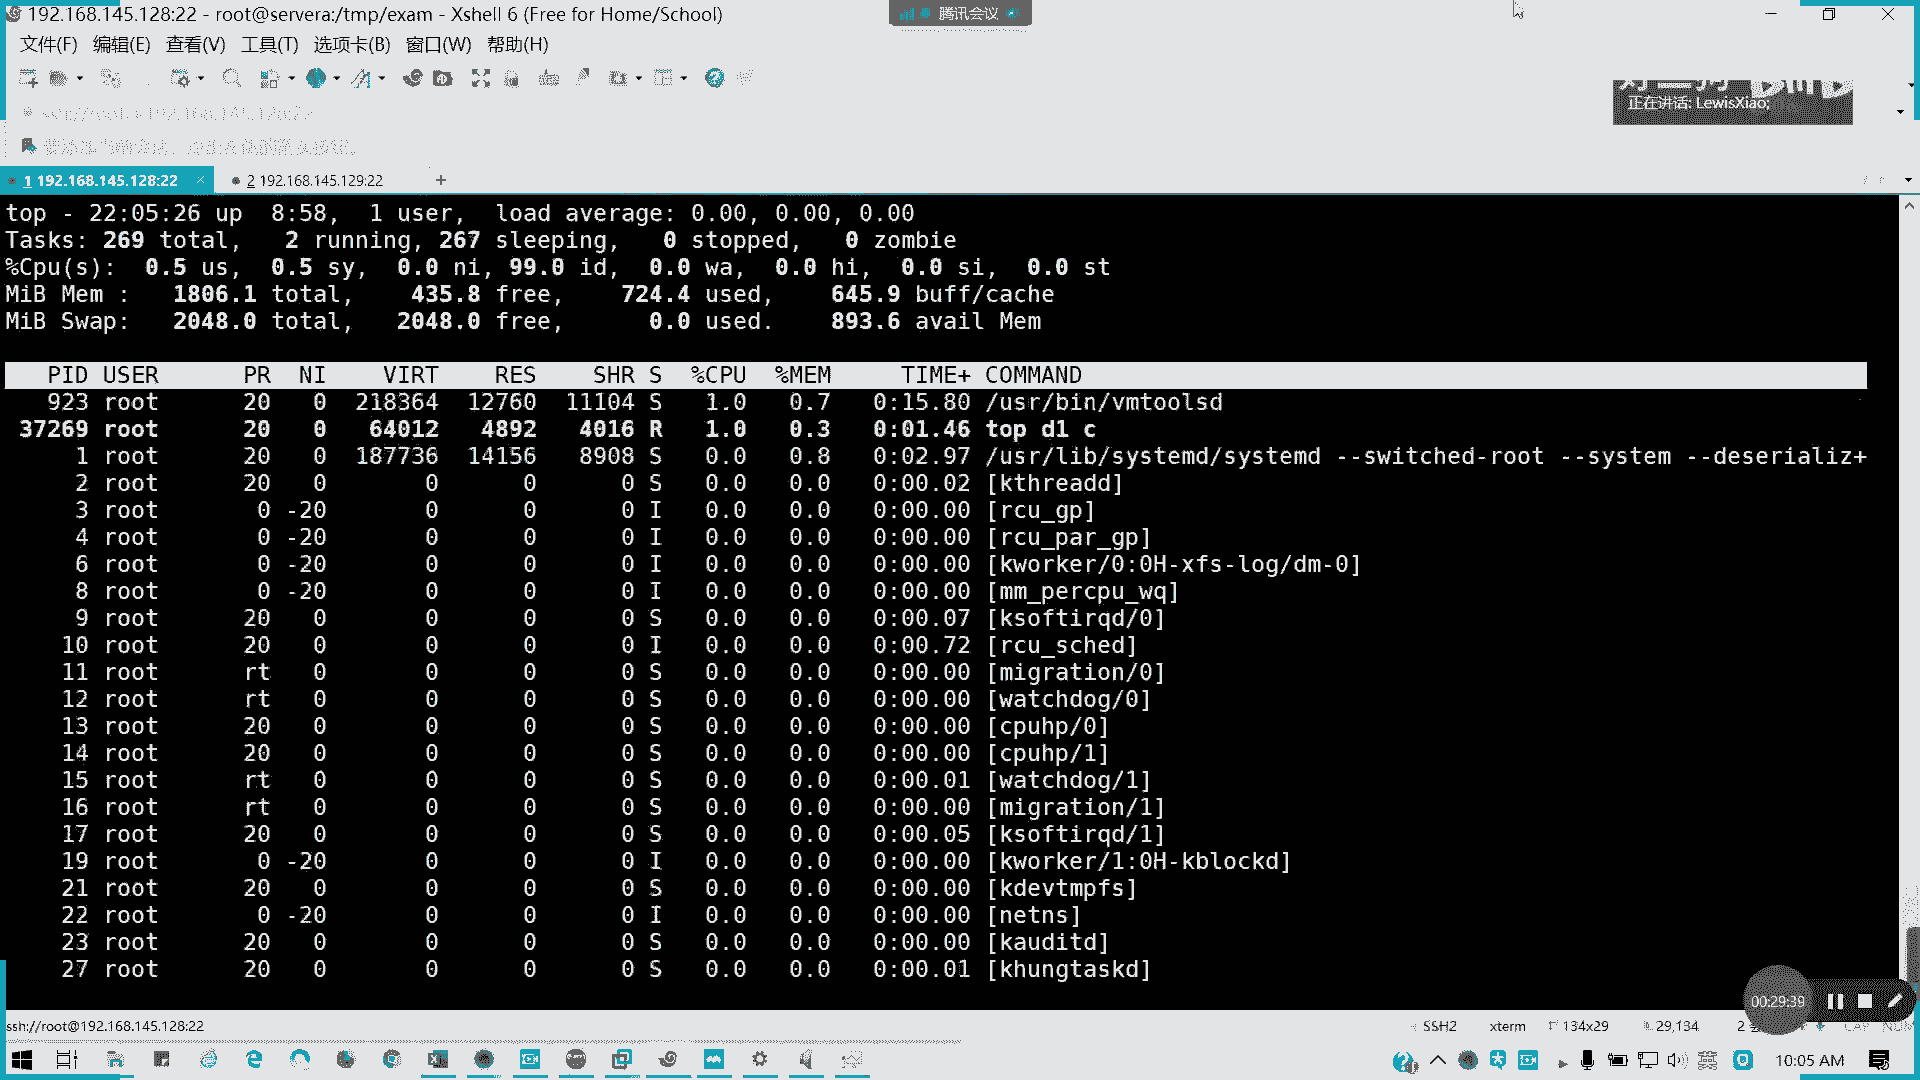 192.168.145.128:22 - root@servera:/tmp/exam - Xshell 6 (Free for Home/School)
腾讯会议
文件(F) 编辑(E) 查看(V) 工具(T) 选项卡(B) 窗口(W) 帮助(H)
正在讲话: LewisXiao;
1 192.168.145.128:22 × 2 192.168.145.129:22 +
top - 22:05:26 up  8:58,  1 user,  load average: 0.00, 0.00, 0.00
Tasks: 269 total,   2 running, 267 sleeping,   0 stopped,   0 zombie
%Cpu(s):  0.5 us,  0.5 sy,  0.0 ni, 99.0 id,  0.0 wa,  0.0 hi,  0.0 si,  0.0 st
MiB Mem :   1806.1 total,    435.8 free,    724.4 used,    645.9 buff/cache
MiB Swap:   2048.0 total,   2048.0 free,      0.0 used.    893.6 avail Mem
PID USER PR NI VIRT RES SHR S %CPU %MEM TIME+ COMMAND
923 root 20 0 218364 12760 11104 S 1.0 0.7 0:15.80 /usr/bin/vmtoolsd
37269 root 20 0 64012 4892 4016 R 1.0 0.3 0:01.46 top d1 c
1 root 20 0 187736 14156 8908 S 0.0 0.8 0:02.97 /usr/lib/systemd/systemd --switched-root --system --deserializ+
2 root 20 0 0 0 0 S 0.0 0.0 0:00.02 [kthreadd]
3 root 0 -20 0 0 0 I 0.0 0.0 0:00.00 [rcu_gp]
4 root 0 -20 0 0 0 I 0.0 0.0 0:00.00 [rcu_par_gp]
6 root 0 -20 0 0 0 I 0.0 0.0 0:00.00 [kworker/0:0H-xfs-log/dm-0]
8 root 0 -20 0 0 0 I 0.0 0.0 0:00.00 [mm_percpu_wq]
9 root 20 0 0 0 0 S 0.0 0.0 0:00.07 [ksoftirqd/0]
10 root 20 0 0 0 0 I 0.0 0.0 0:00.72 [rcu_sched]
11 root rt 0 0 0 0 S 0.0 0.0 0:00.00 [migration/0]
12 root rt 0 0 0 0 S 0.0 0.0 0:00.00 [watchdog/0]
13 root 20 0 0 0 0 S 0.0 0.0 0:00.00 [cpuhp/0]
14 root 20 0 0 0 0 S 0.0 0.0 0:00.00 [cpuhp/1]
15 root rt 0 0 0 0 S 0.0 0.0 0:00.01 [watchdog/1]
16 root rt 0 0 0 0 S 0.0 0.0 0:00.00 [migration/1]
17 root 20 0 0 0 0 S 0.0 0.0 0:00.05 [ksoftirqd/1]
19 root 0 -20 0 0 0 I 0.0 0.0 0:00.00 [kworker/1:0H-kblockd]
21 root 20 0 0 0 0 S 0.0 0.0 0:00.00 [kdevtmpfs]
22 root 0 -20 0 0 0 I 0.0 0.0 0:00.00 [netns]
23 root 20 0 0 0 0 S 0.0 0.0 0:00.00 [kauditd]
27 root 20 0 0 0 0 S 0.0 0.0 0:00.01 [khungtaskd]
00:29:39
ssh://root@192.168.145.128:22 SSH2 xterm 134x29 29,134 2 CAP NUM
英 10:05 AM